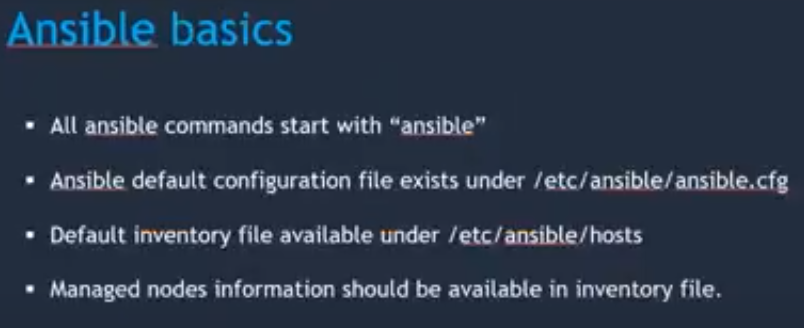 Ansible basics
▪ All ansible commands start with “ansible”
▪ Ansible default configuration file exists under /etc/ansible/ansible.cfg
▪ Default inventory file available under /etc/ansible/hosts
▪ Managed nodes information should be available in inventory file.